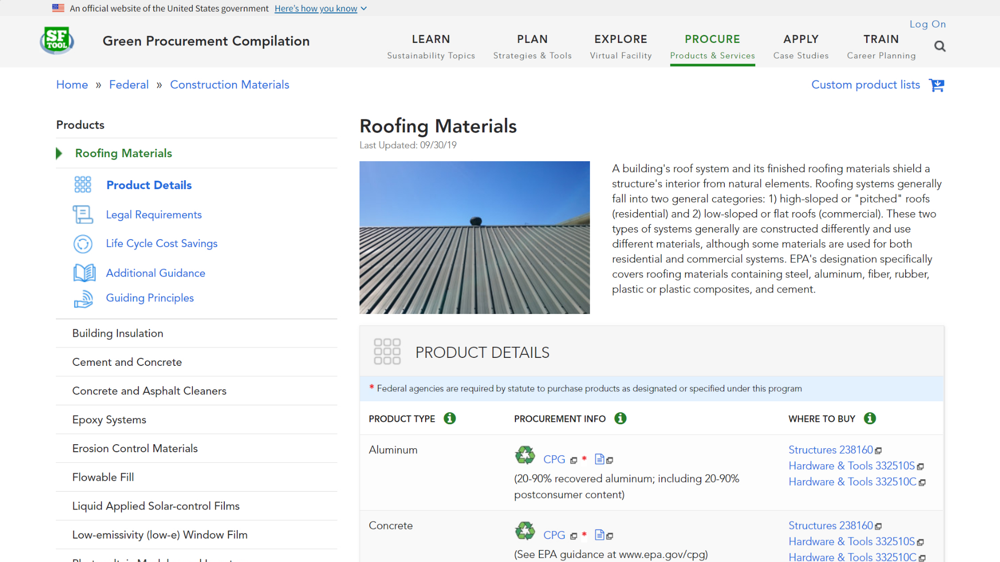 An official website of the United States government Here's how you know
Log On
SF TOOL
Green Procurement Compilation
LEARN
Sustainability Topics
PLAN
Strategies & Tools
EXPLORE
Virtual Facility
PROCURE
Products & Services
APPLY
Case Studies
TRAIN
Career Planning
Home » Federal » Construction Materials
Custom product lists
Products
Roofing Materials
Product Details
Legal Requirements
Life Cycle Cost Savings
Additional Guidance
Guiding Principles
Building Insulation
Cement and Concrete
Concrete and Asphalt Cleaners
Epoxy Systems
Erosion Control Materials
Flowable Fill
Liquid Applied Solar-control Films
Low-emissivity (low-e) Window Film
Roofing Materials
Last Updated: 09/30/19
A building's roof system and its finished roofing materials shield a
structure's interior from natural elements. Roofing systems generally
fall into two general categories: 1) high-sloped or "pitched" roofs
(residential) and 2) low-sloped or flat roofs (commercial). These two
types of systems generally are constructed differently and use
different materials, although some materials are used for both
residential and commercial systems. EPA's designation specifically
covers roofing materials containing steel, aluminum, fiber, rubber,
plastic or plastic composites, and cement.
PRODUCT DETAILS
* Federal agencies are required by statute to purchase products as designated or specified under this program
PRODUCT TYPE
PROCUREMENT INFO
WHERE TO BUY
Aluminum
CPG *
(20-90% recovered aluminum; including 20-90%
postconsumer content)
Structures 238160
Hardware & Tools 332510S
Hardware & Tools 332510C
Concrete
CPG *
(See EPA guidance at www.epa.gov/cpg)
Structures 238160
Hardware & Tools 332510S
Hardware & Tools 332510C